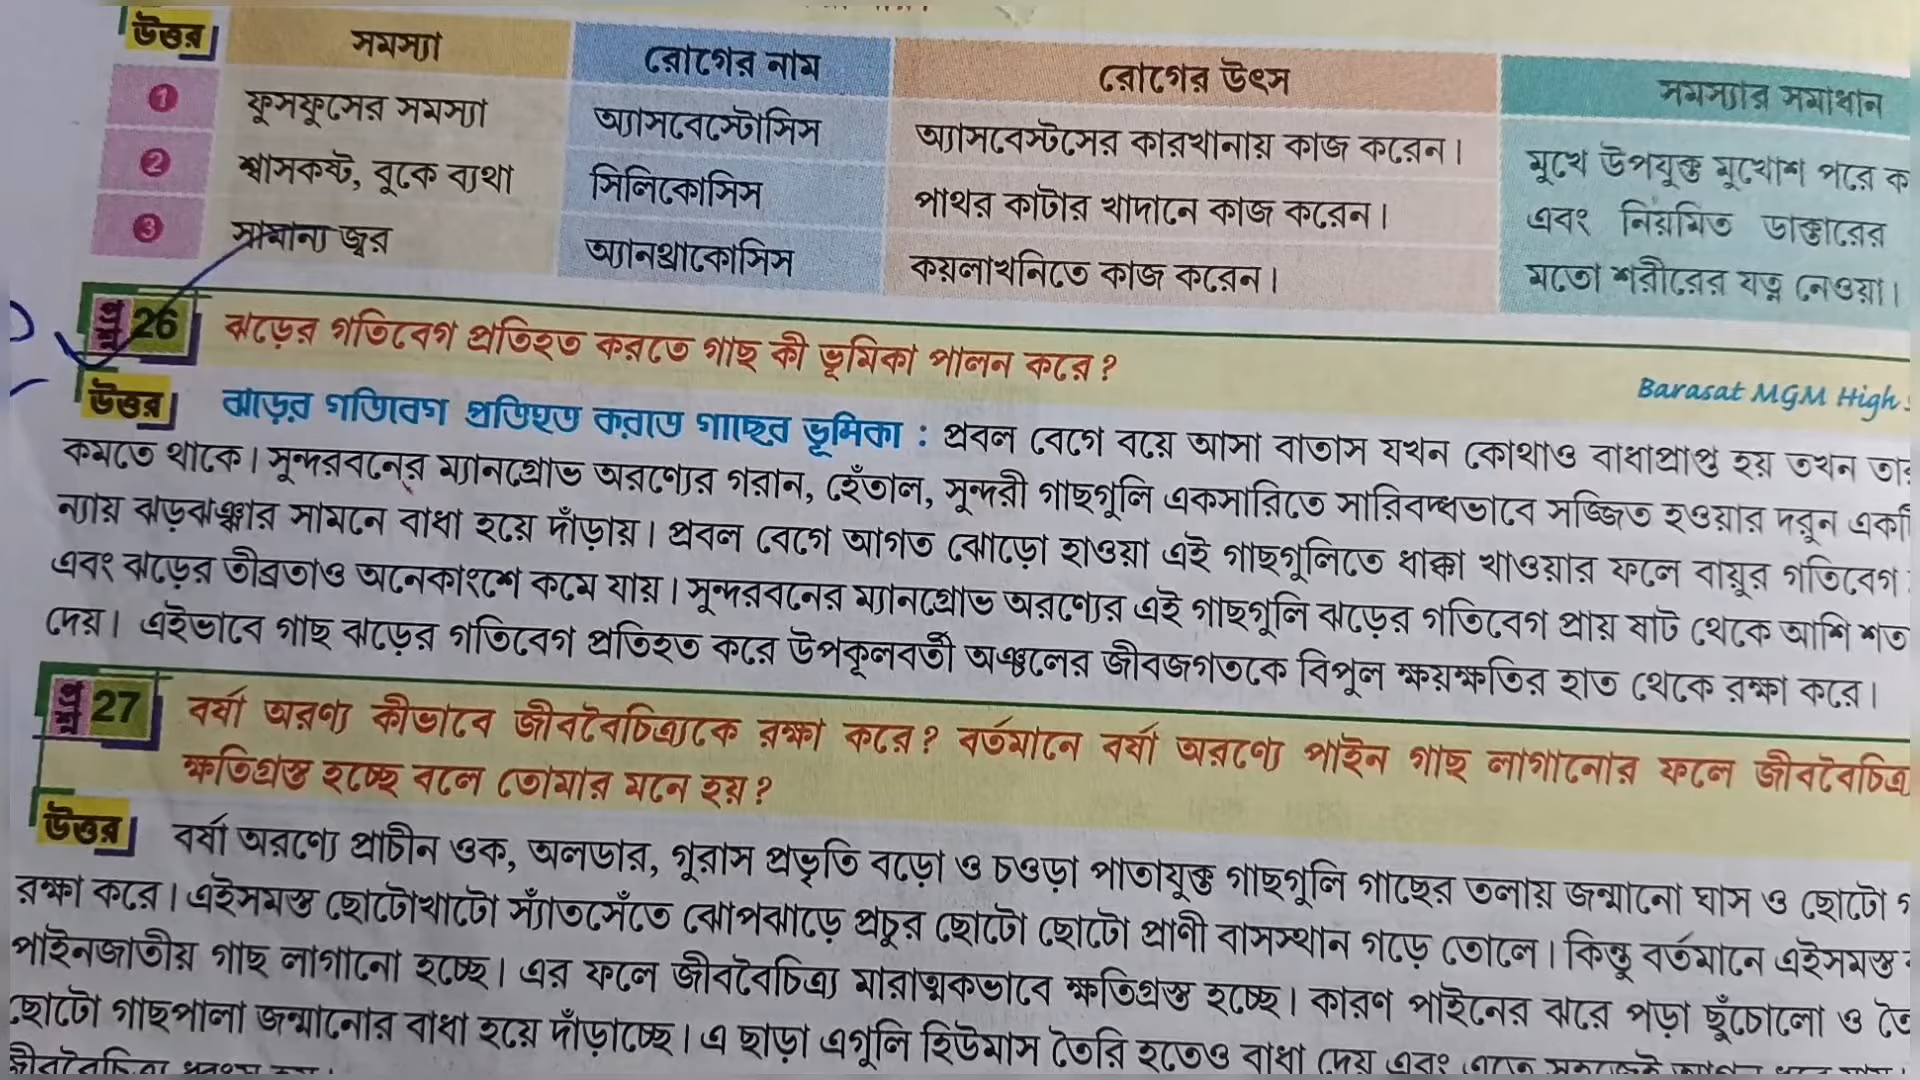 উত্তর
সমস্যা রোগের নাম রোগের উৎস সমস্যার সমাধান
1 ফুসফুসের সমস্যা অ্যাসবেস্টোসিস অ্যাসবেস্টসের কারখানায় কাজ করেন। মুখে উপযুক্ত মুখোশ পরে
2 শ্বাসকষ্ট, বুকে ব্যথা সিলিকোসিস পাথর কাটার খাদানে কাজ করেন। এবং নিয়মিত ডাক্তারের
3 সামান্য জ্বর অ্যানথ্রাকোসিস কয়লাখনিতে কাজ করেন। মতো শরীরের যত্ন নেওয়া।
প্রশ্ন 26 ঝড়ের গতিবেগ প্রতিহত করতে গাছ কী ভূমিকা পালন করে?
Barasat MGM High
উত্তর ঝড়ের গতিবেগ প্রতিহত করতে গাছের ভূমিকা : প্রবল বেগে বয়ে আসা বাতাস যখন কোথাও বাধাপ্রাপ্ত হয় তখন
কমতে থাকে। সুন্দরবনের ম্যানগ্রোভ অরণ্যের গরান, হেঁতাল, সুন্দরী গাছগুলি একসারিতে সারিবদ্ধভাবে সজ্জিত হওয়ার দরুন
ন্যায় ঝড়ঝঞ্ঝার সামনে বাধা হয়ে দাঁড়ায়। প্রবল বেগে আগত ঝোড়ো হাওয়া এই গাছগুলিতে ধাক্কা খাওয়ার ফলে বায়ুর গতিবেগ
এবং ঝড়ের তীব্রতাও অনেকাংশে কমে যায়। সুন্দরবনের ম্যানগ্রোভ অরণ্যের এই গাছগুলি ঝড়ের গতিবেগ প্রায় ষাট থেকে আশি শত
দেয়। এইভাবে গাছ ঝড়ের গতিবেগ প্রতিহত করে উপকূলবর্তী অঞ্চলের জীবজগতকে বিপুল ক্ষয়ক্ষতির হাত থেকে রক্ষা করে।
প্রশ্ন 27 বর্ষা অরণ্য কীভাবে জীববৈচিত্র্যকে রক্ষা করে? বর্তমানে বর্ষা অরণ্যে পাইন গাছ লাগানোর ফলে জীববৈচিত্র্য
ক্ষতিগ্রস্ত হচ্ছে বলে তোমার মনে হয়?
উত্তর বর্ষা অরণ্যে প্রাচীন ওক, অলডার, গুরাস প্রভৃতি বড়ো ও চওড়া পাতাযুক্ত গাছগুলি গাছের তলায় জন্মানো ঘাস ও ছোটো
রক্ষা করে। এইসমস্ত ছোটোখাটো স্যাঁতসেঁতে ঝোপঝাড়ে প্রচুর ছোটো ছোটো প্রাণী বাসস্থান গড়ে তোলে। কিন্তু বর্তমানে এইসমস্ত
পাইনজাতীয় গাছ লাগানো হচ্ছে। এর ফলে জীববৈচিত্র্য মারাত্মকভাবে ক্ষতিগ্রস্ত হচ্ছে। কারণ পাইনের ঝরে পড়া ছুঁচোলো ও
ছোটো গাছপালা জন্মানোর বাধা হয়ে দাঁড়াচ্ছে। এ ছাড়া এগুলি হিউমাস তৈরি হতেও বাধা দেয় এবং